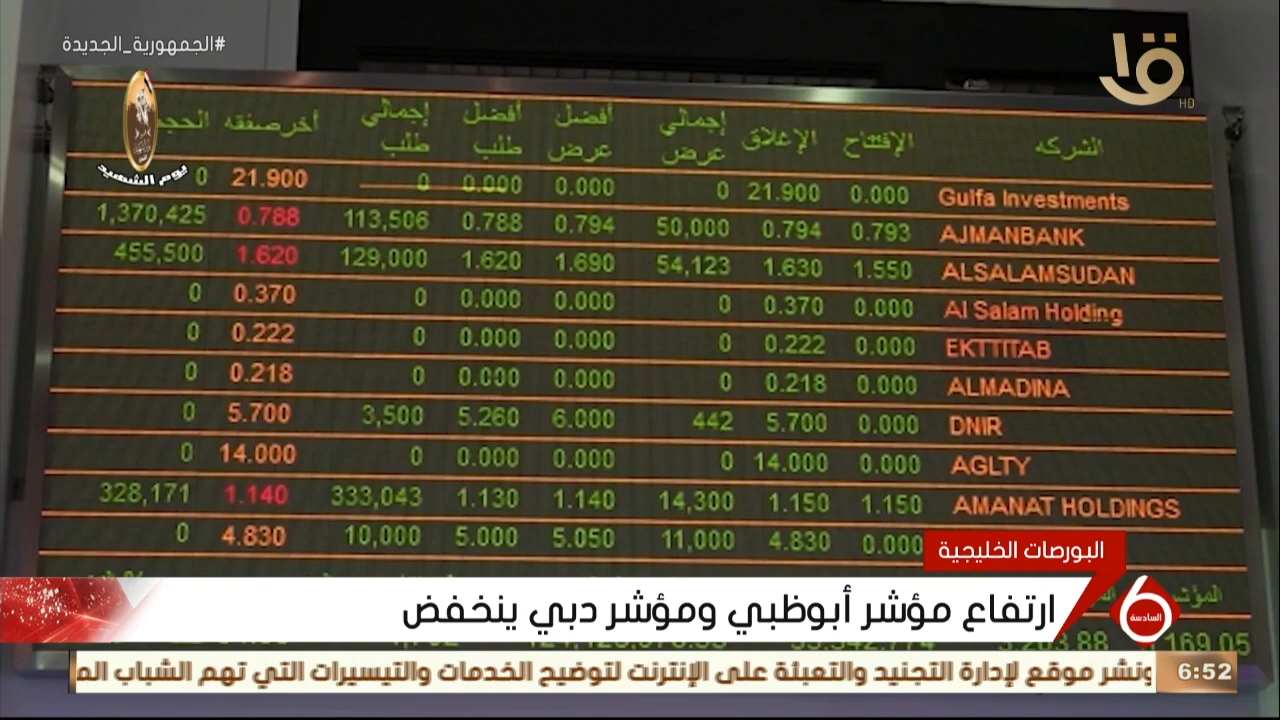 #الجمهورية_الجديدة
HD
يوم الشهيد
الشركه الإفتتاح الإغلاق إجمالي عرض أفضل عرض أفضل طلب إجمالي طلب أخر صفقه الحجم
Gulfa Investments 0.000 21.900 0 0.000 0.000 0 21.900 0
AJMANBANK 0.793 0.794 50,000 0.794 0.788 113,506 0.788 1,370,425
ALSALAMSUDAN 1.550 1.630 54,123 1.690 1.620 129,000 1.620 455,500
Al Salam Holding 0.000 0.370 0 0.000 0.000 0 0.370 0
EKTTITAB 0.000 0.222 0 0.000 0.000 0 0.222 0
ALMADINA 0.000 0.218 0 0.000 0.000 0 0.218 0
DNIR 0.000 5.700 442 6.000 5.260 3,500 5.700 0
AGLTY 0.000 14.000 0 0.000 0.000 0 14.000 0
AMANAT HOLDINGS 1.150 1.150 14,300 1.140 1.130 333,043 1.140 328,171
0.000 4.830 11,000 5.050 5.000 10,000 4.830 0
البورصات الخليجية
السادسة
ارتفاع مؤشر أبوظبي ومؤشر دبي ينخفض
6:52
ونشر موقع لإدارة التجنيد والتعبئة على الإنترنت لتوضيح الخدمات والتيسيرات التي تهم الشباب